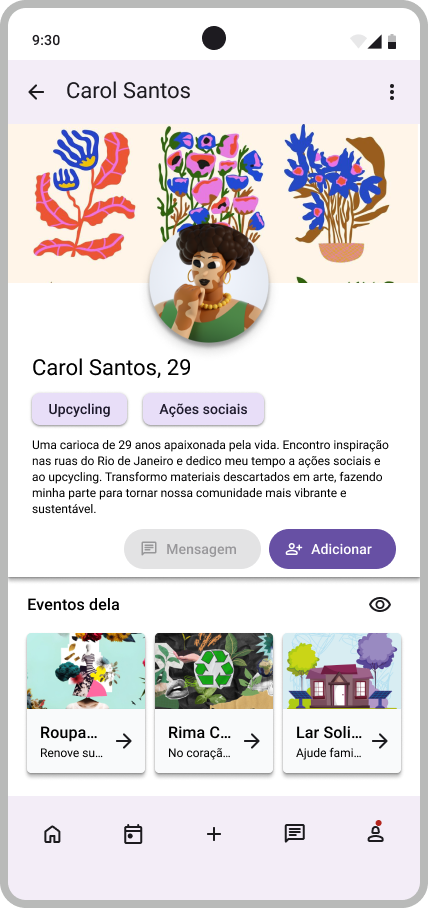 9:30
Carol Santos
Carol Santos, 29
Upcycling
Ações sociais
Uma carioca de 29 anos apaixonada pela vida. Encontro inspiração
nas ruas do Rio de Janeiro e dedico meu tempo a ações sociais e
ao upcycling. Transformo materiais descartados em arte, fazendo
minha parte para tornar nossa comunidade mais vibrante e
sustentável.
Mensagem
Adicionar
Eventos dela
Roupa...
Rima C...
Lar Soli...
Renove su...
No coraçã...
Ajude fami...